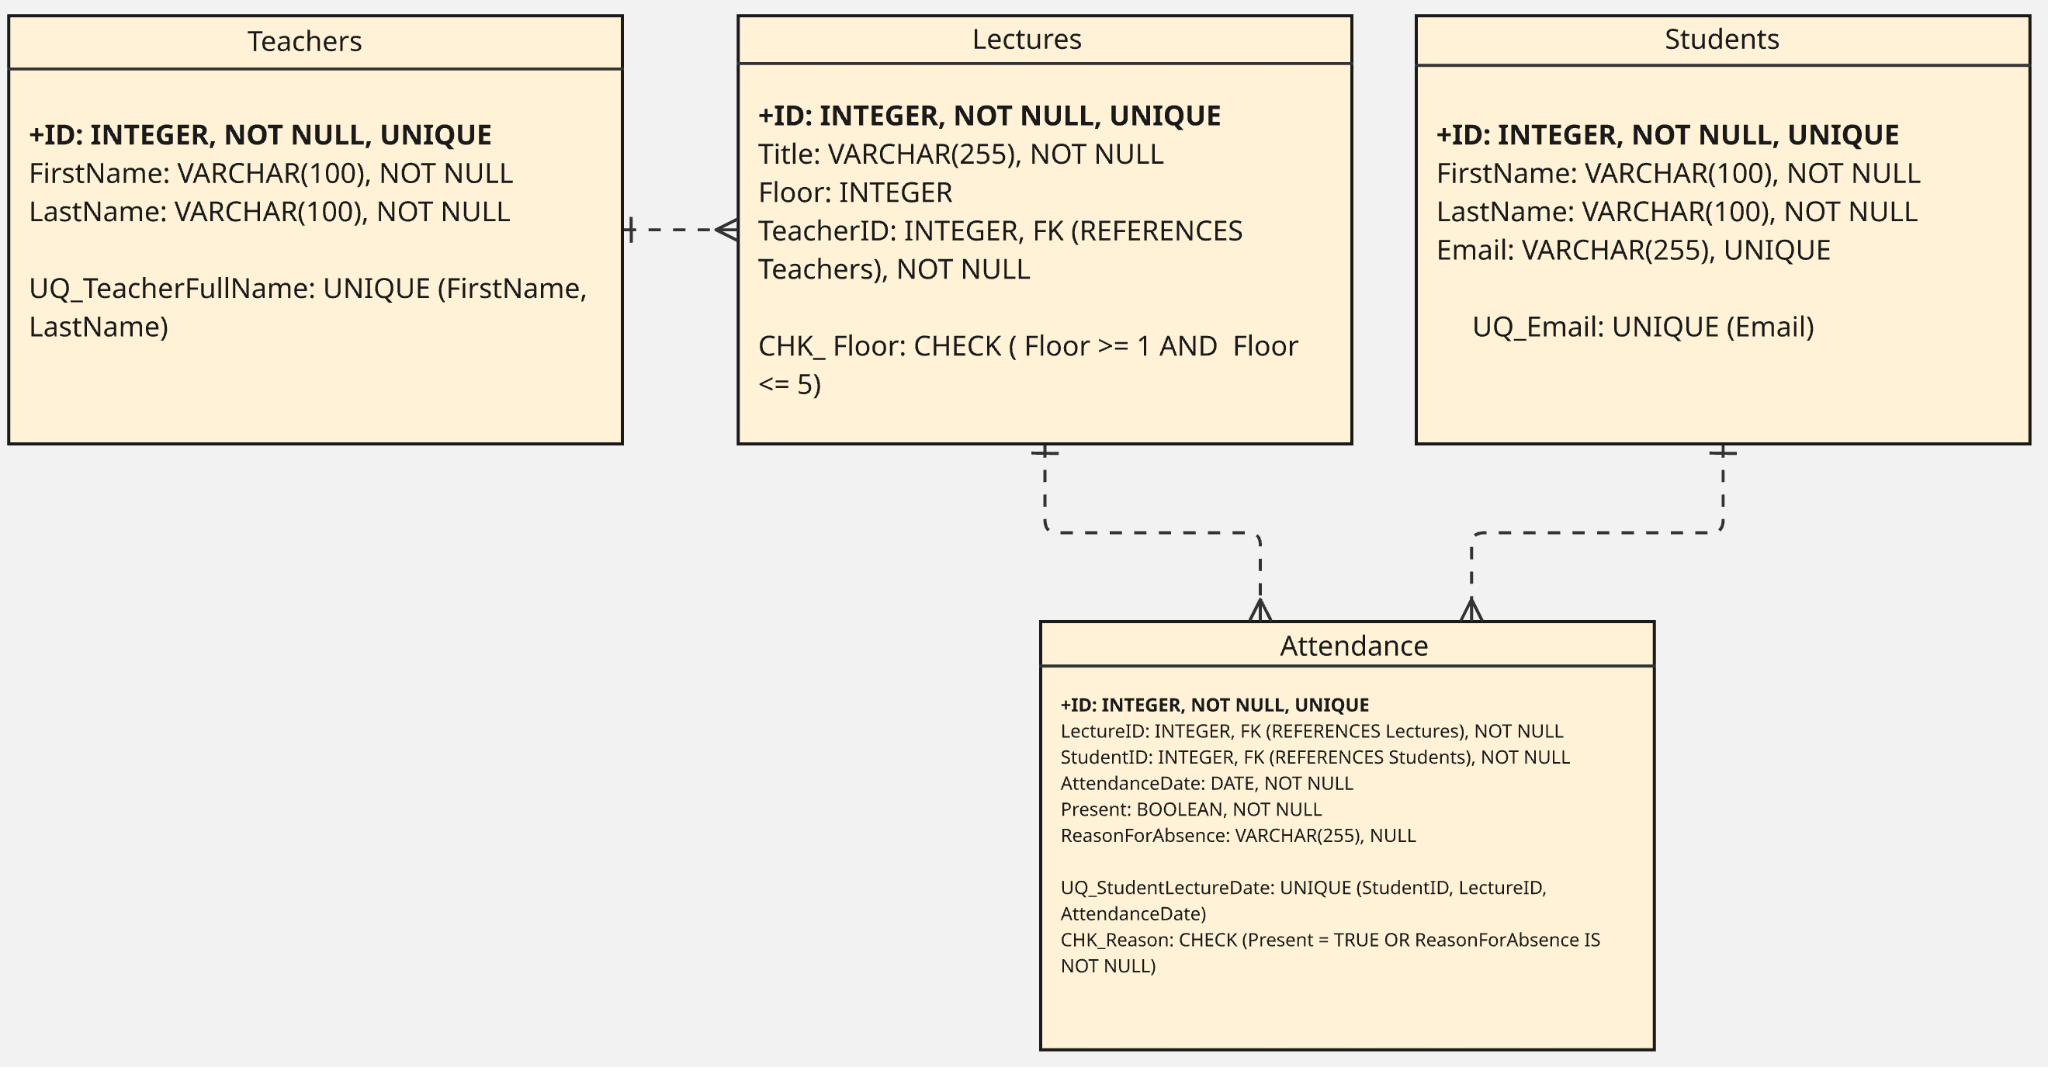 Teachers
+ID: INTEGER, NOT NULL, UNIQUE
FirstName: VARCHAR(100), NOT NULL
LastName: VARCHAR(100), NOT NULL
UQ_TeacherFullName: UNIQUE (FirstName,
LastName)
Lectures
+ID: INTEGER, NOT NULL, UNIQUE
Title: VARCHAR(255), NOT NULL
Floor: INTEGER
TeacherID: INTEGER, FK (REFERENCES
Teachers), NOT NULL
CHK_ Floor: CHECK ( Floor >= 1 AND  Floor
<= 5)
Students
+ID: INTEGER, NOT NULL, UNIQUE
FirstName: VARCHAR(100), NOT NULL
LastName: VARCHAR(100), NOT NULL
Email: VARCHAR(255), UNIQUE
UQ_Email: UNIQUE (Email)
Attendance
+ID: INTEGER, NOT NULL, UNIQUE
LectureID: INTEGER, FK (REFERENCES Lectures), NOT NULL
StudentID: INTEGER, FK (REFERENCES Students), NOT NULL
AttendanceDate: DATE, NOT NULL
Present: BOOLEAN, NOT NULL
ReasonForAbsence: VARCHAR(255), NULL
UQ_StudentLectureDate: UNIQUE (StudentID, LectureID,
AttendanceDate)
CHK_Reason: CHECK (Present = TRUE OR ReasonForAbsence IS
NOT NULL)